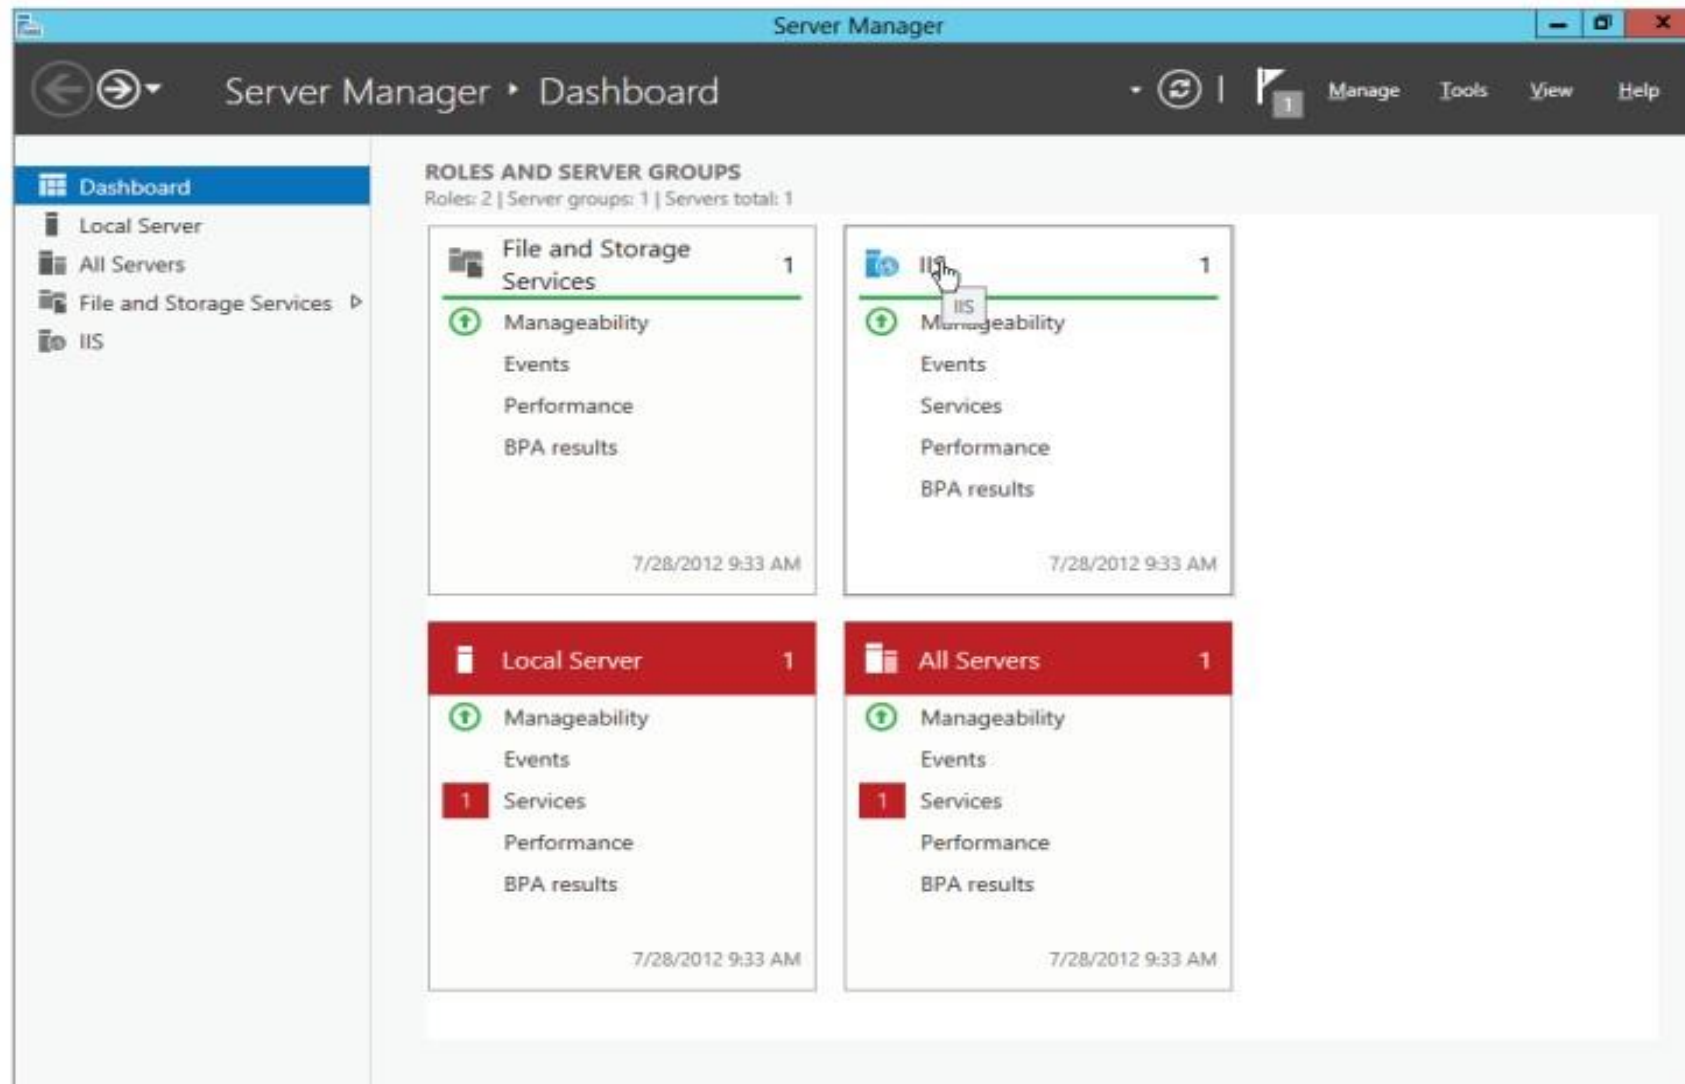 Server Manager
Server Manager • Dashboard
1
Manage
Tools
View
Help
Dashboard
Local Server
All Servers
File and Storage Services
IIS
ROLES AND SERVER GROUPS
Roles: 2 | Server groups: 1 | Servers total: 1
File and Storage
Services
1
Manageability
Events
Performance
BPA results
7/28/2012 9:33 AM
IIS
1
IIS
Manageability
Events
Services
Performance
BPA results
7/28/2012 9:33 AM
Local Server
1
Manageability
Events
1 Services
Performance
BPA results
7/28/2012 9:33 AM
All Servers
1
Manageability
Events
1 Services
Performance
BPA results
7/28/2012 9:33 AM